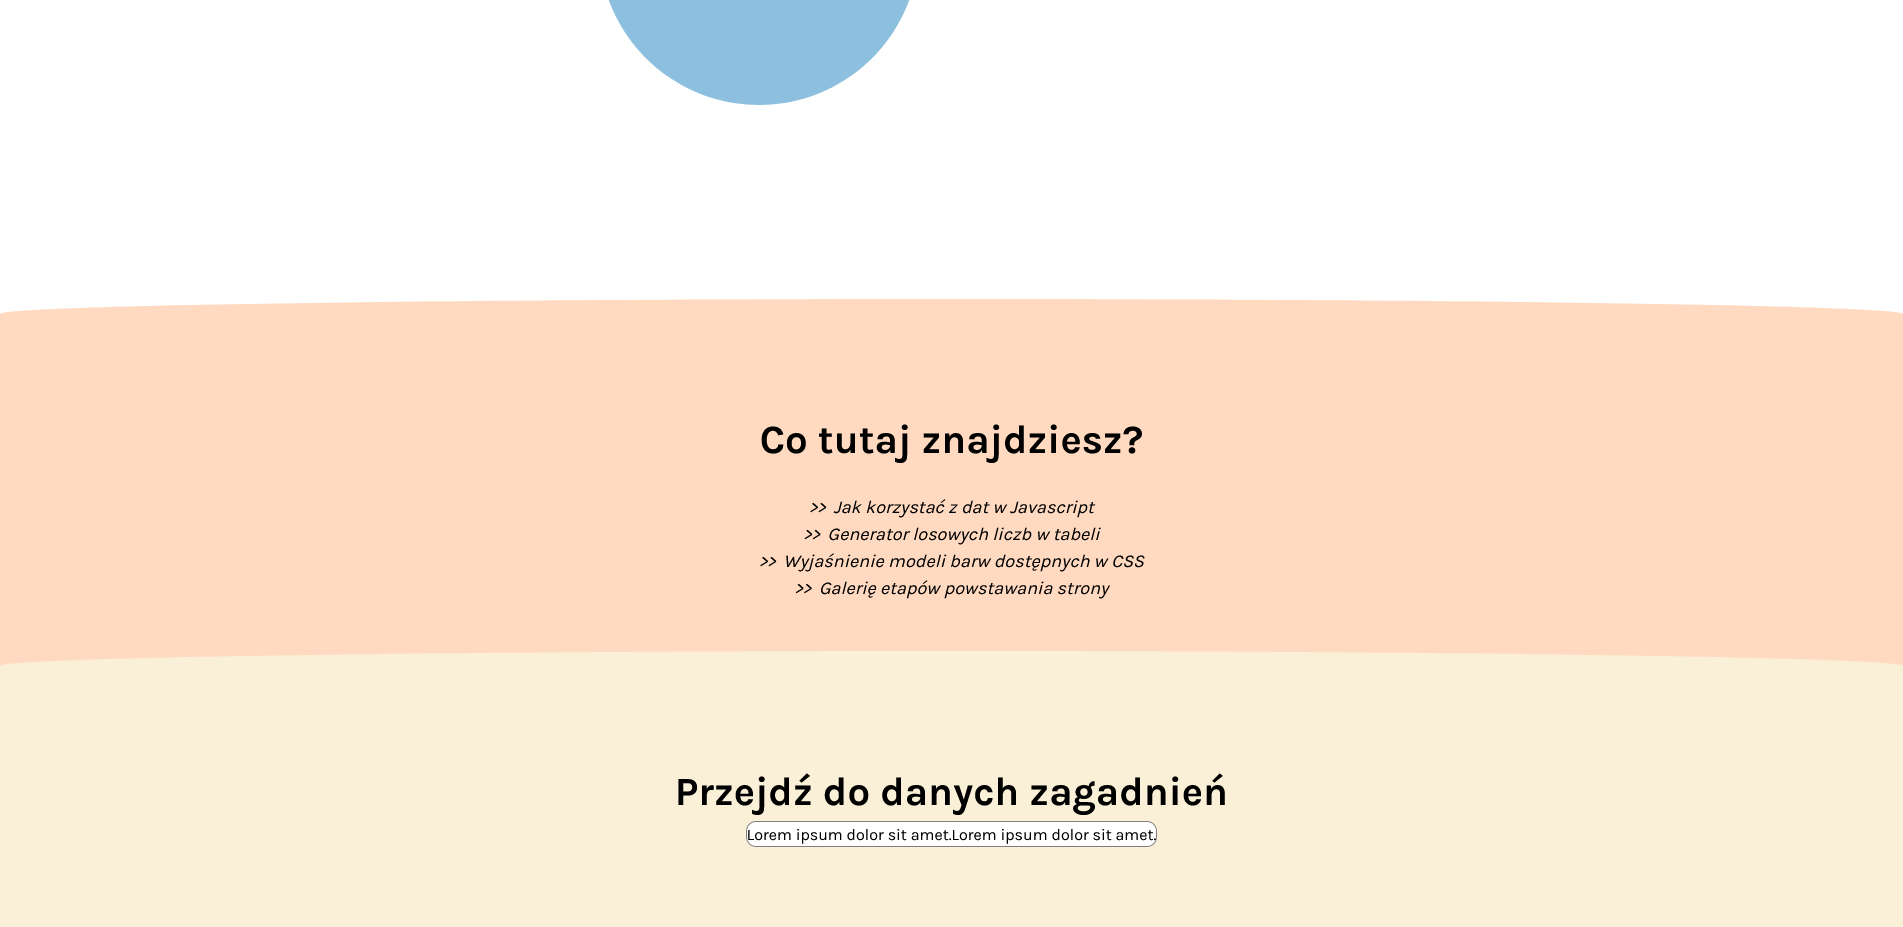 Co tutaj znajdziesz?
>> Jak korzystać z dat w Javascript
>> Generator losowych liczb w tabeli
>> Wyjaśnienie modeli barw dostępnych w CSS
>> Galerię etapów powstawania strony
Przejdź do danych zagadnień
Lorem ipsum dolor sit amet.Lorem ipsum dolor sit amet.